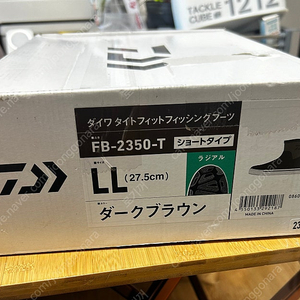 TACKLE
CUBE
1212
ダイワ タイトフィットフィッシングブーツ
FB-2350-T
ショートタイプ
LL(27.5cm)
ラジアル
ダークブラウン
MADE IN CHINA